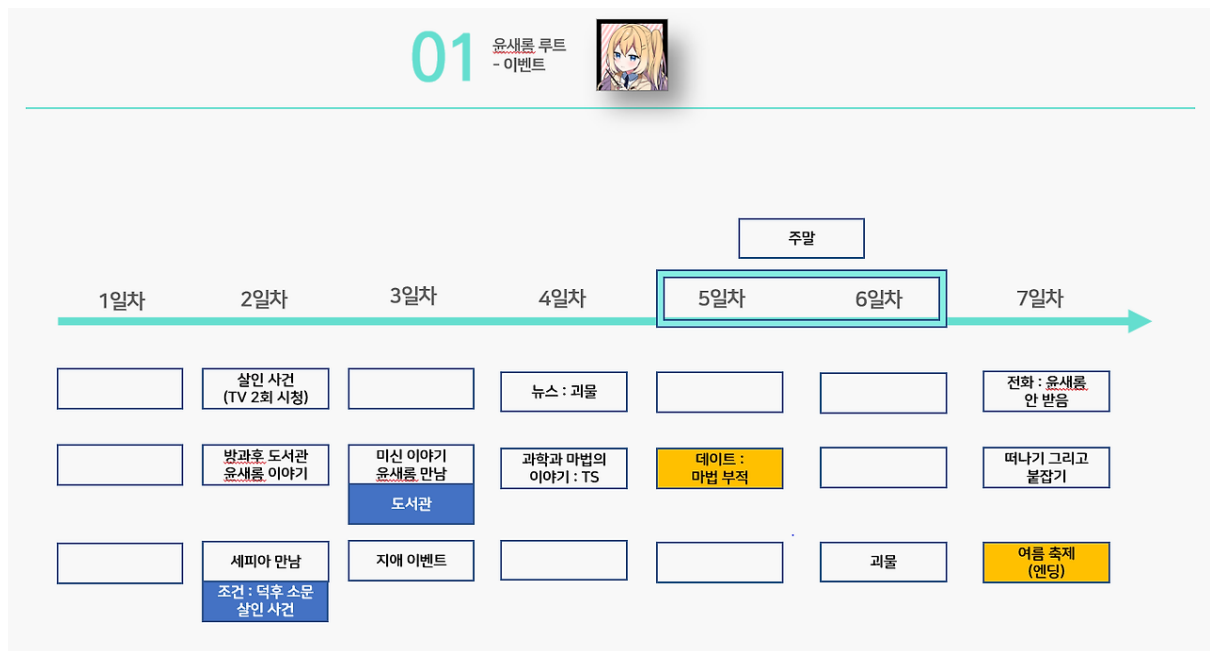 01
윤새롬 루트
- 이벤트
주말
1일차
2일차
3일차
4일차
5일차
6일차
7일차
살인 사건
(TV 2회 시청)
뉴스 : 괴물
전화 : 윤새롬
안 받음
방과후 도서관
윤새롬 이야기
미신 이야기
윤새롬 만남
도서관
과학과 마법의
이야기 : TS
데이트 :
마법 부적
떠나기 그리고
붙잡기
세피아 만남
조건 : 덕후 소문
살인 사건
지애 이벤트
괴물
여름 축제
(엔딩)